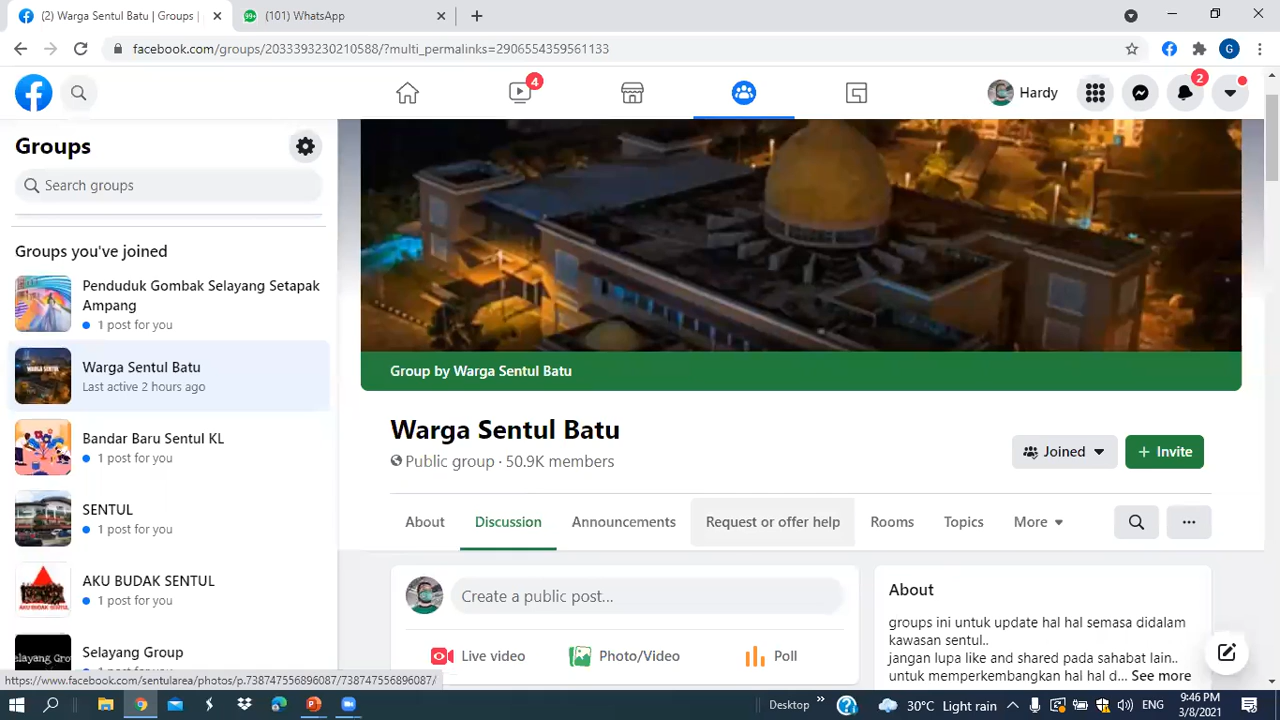 (2) Warga Sentul Batu | Groups |
(101) WhatsApp
facebook.com/groups/2033393230210588/?multi_permalinks=2906554359561133
G
4
Hardy
2
Groups
Search groups
Groups you've joined
Penduduk Gombak Selayang Setapak
Ampang
1 post for you
Warga Sentul Batu
Last active 2 hours ago
Bandar Baru Sentul KL
1 post for you
SENTUL
1 post for you
AKU BUDAK SENTUL
1 post for you
Selayang Group
https://www.facebook.com/sentularea/photos/p.738747556896087/738747556896087/
Group by Warga Sentul Batu
Warga Sentul Batu
Public group · 50.9K members
Joined
+ Invite
About
Discussion
Announcements
Request or offer help
Rooms
Topics
More
Create a public post...
Live video
Photo/Video
Poll
About
groups ini untuk update hal hal semasa didalam
kawasan sentul..
jangan lupa like and shared pada sahabat lain..
untuk memperkembangkan hal hal d... See more
Desktop
30°C Light rain
ENG
9:46 PM
3/8/2021